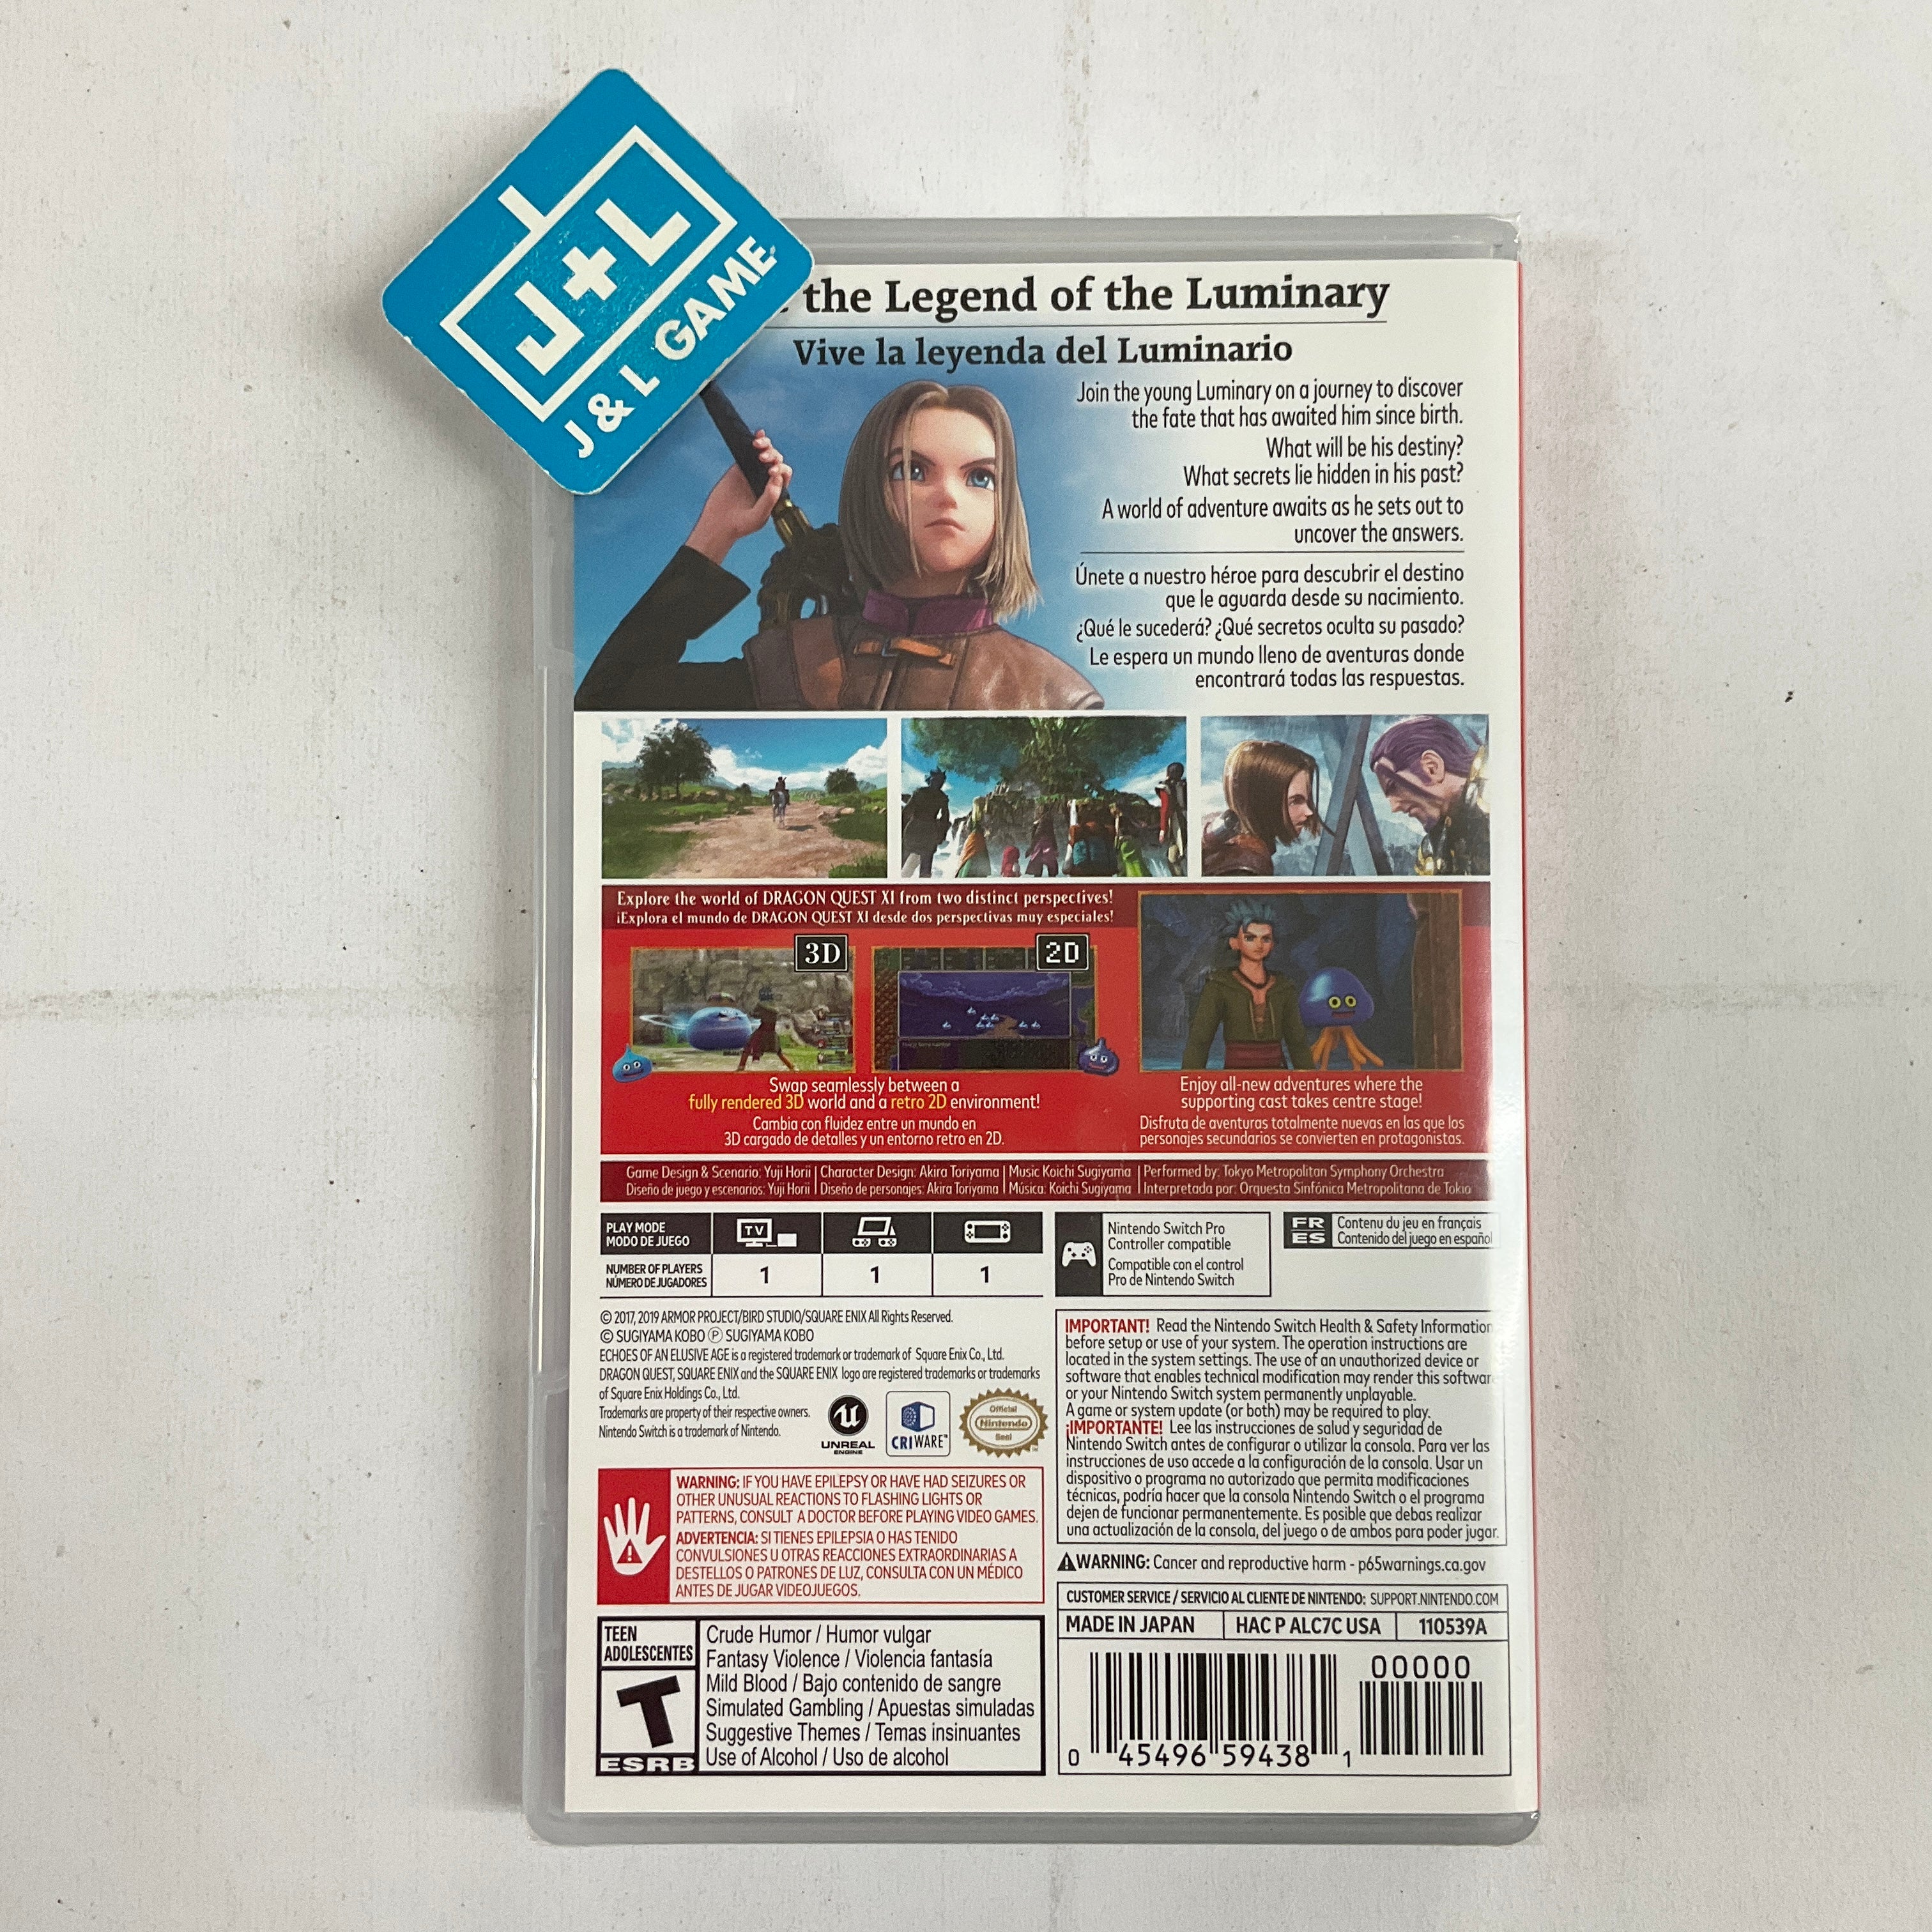 J+L
J & L GAME
the Legend of the Luminary
Vive la leyenda del Luminario
Join the young Luminary on a journey to discover
the fate that has awaited him since birth.
What will be his destiny?
What secrets lie hidden in his past?
A world of adventure awaits as he sets out to
uncover the answers.
Únete a nuestro héroe para descubrir el destino
que le aguarda desde su nacimiento.
¿Qué le sucederá? ¿Qué secretos oculta su pasado?
Le espera un mundo lleno de aventuras donde
encontrará todas las respuestas.
Explore the world of DRAGON QUEST XI from two distinct perspectives!
¡Explora el mundo de DRAGON QUEST XI desde dos perspectivas muy especiales!
3D
2D
Swap seamlessly between a
fully rendered 3D world and a retro 2D environment!
Cambia con fluidez entre un mundo en
3D cargado de detalles y un entorno retro en 2D.
Enjoy all-new adventures where the
supporting cast takes centre stage!
Disfruta de aventuras totalmente nuevas en las que los
personajes secundarios se convierten en protagonistas.
Game Design & Scenario: Yuji Horii | Character Design: Akira Toriyama | Music Koichi Sugiyama | Performed by: Tokyo Metropolitan Symphony Orchestra
Diseño de juego y escenarios: Yuji Horii | Diseño de personajes: Akira Toriyama | Música: Koichi Sugiyama | Interpretada por: Orquesta Sinfónica Metropolitana de Tokio
PLAY MODE
MODO DE JUEGO
TV
NUMBER OF PLAYERS
NÚMERO DE JUGADORES
1
1
1
Nintendo Switch Pro
Controller compatible
Compatible con el control
Pro de Nintendo Switch
FR
ES
Contenu du jeu en français
Contenido del juego en español
© 2017, 2019 ARMOR PROJECT/BIRD STUDIO/SQUARE ENIX All Rights Reserved.
© SUGIYAMA KOBO Ⓟ SUGIYAMA KOBO
ECHOES OF AN ELUSIVE AGE is a registered trademark or trademark of Square Enix Co., Ltd.
DRAGON QUEST, SQUARE ENIX and the SQUARE ENIX logo are registered trademarks or trademarks
of Square Enix Holdings Co., Ltd.
Trademarks are property of their respective owners.
Nintendo Switch is a trademark of Nintendo.
UNREAL
ENGINE
CRIWARE™
Official
Nintendo
Seal
IMPORTANT! Read the Nintendo Switch Health & Safety Information
before setup or use of your system. The operation instructions are
located in the system settings. The use of an unauthorized device or
software that enables technical modification may render this software
or your Nintendo Switch system permanently unplayable.
A game or system update (or both) may be required to play.
¡IMPORTANTE! Lee las instrucciones de salud y seguridad de
Nintendo Switch antes de configurar o utilizar la consola. Para ver las
instrucciones de uso accede a la configuración de la consola. Usar un
dispositivo o programa no autorizado que permita modificaciones
técnicas, podría hacer que la consola Nintendo Switch o el programa
dejen de funcionar permanentemente. Es posible que debas realizar
una actualización de la consola, del juego o de ambos para poder jugar.
WARNING: IF YOU HAVE EPILEPSY OR HAVE HAD SEIZURES OR
OTHER UNUSUAL REACTIONS TO FLASHING LIGHTS OR
PATTERNS, CONSULT A DOCTOR BEFORE PLAYING VIDEO GAMES.
ADVERTENCIA: SI TIENES EPILEPSIA O HAS TENIDO
CONVULSIONES U OTRAS REACCIONES EXTRAORDINARIAS A
DESTELLOS O PATRONES DE LUZ, CONSULTA CON UN MÉDICO
ANTES DE JUGAR VIDEOJUEGOS.
WARNING: Cancer and reproductive harm - p65warnings.ca.gov
CUSTOMER SERVICE / SERVICIO AL CLIENTE DE NINTENDO: SUPPORT.NINTENDO.COM
MADE IN JAPAN
HAC P ALC7C USA
110539A
TEEN
ADOLESCENTES
T
ESRB
Crude Humor / Humor vulgar
Fantasy Violence / Violencia fantasía
Mild Blood / Bajo contenido de sangre
Simulated Gambling / Apuestas simuladas
Suggestive Themes / Temas insinuantes
Use of Alcohol / Uso de alcohol
00000
0 45496 59438 1